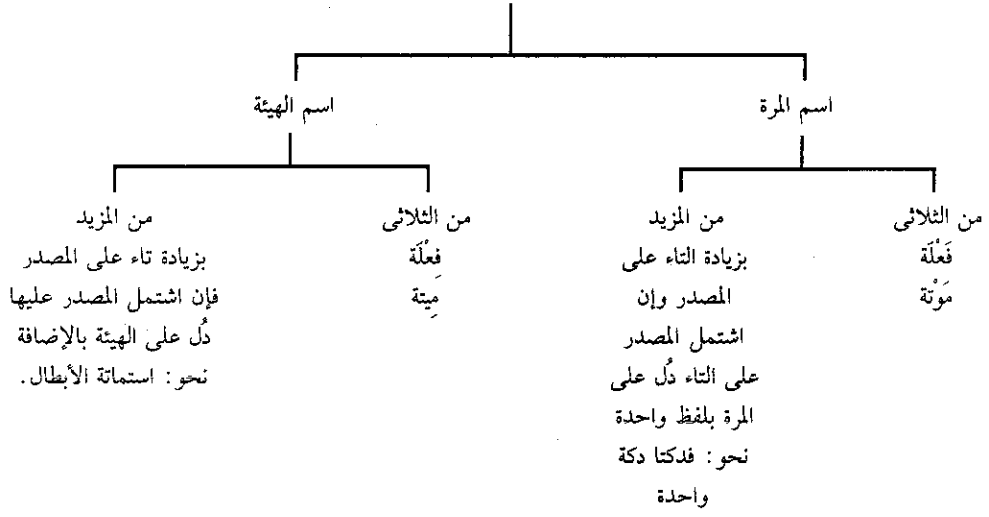 اسم المرة
اسم الهيئة
من الثلاثى
فَعْلَة
مَوْتة
من المزيد
بزيادة التاء على
المصدر وإن
اشتمل المصدر
على التاء دُل على
المرة بلفظ واحدة
نحو: فدكتا دكة
واحدة
من الثلاثى
فِعْلَة
مِيتة
من المزيد
بزيادة تاء على المصدر
فإن اشتمل المصدر عليها
دُل على الهيئة بالإضافة
نحو: استماتة الأبطال.